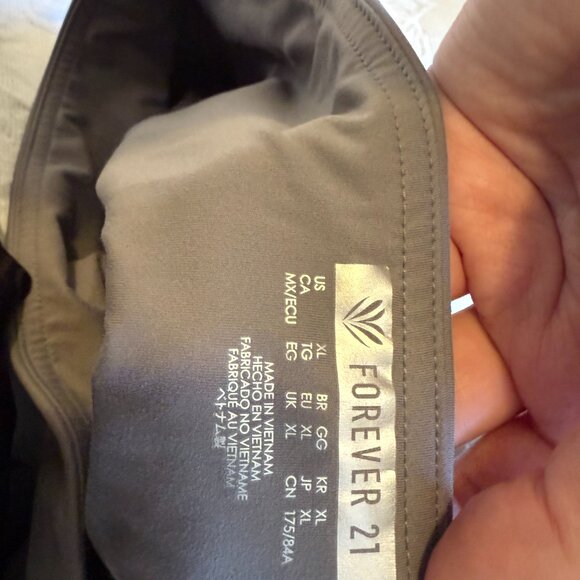 FOREVER 21
US XL BR GG KR XL
CA TG EU XL JP XL
MX/ECU EG UK XL CN 175/84A
MADE IN VIETNAM
HECHO EN VIETNAM
FABRICADO NO VIETNAME
FABRIQUÉ AU VIETNAM
ベトナム製